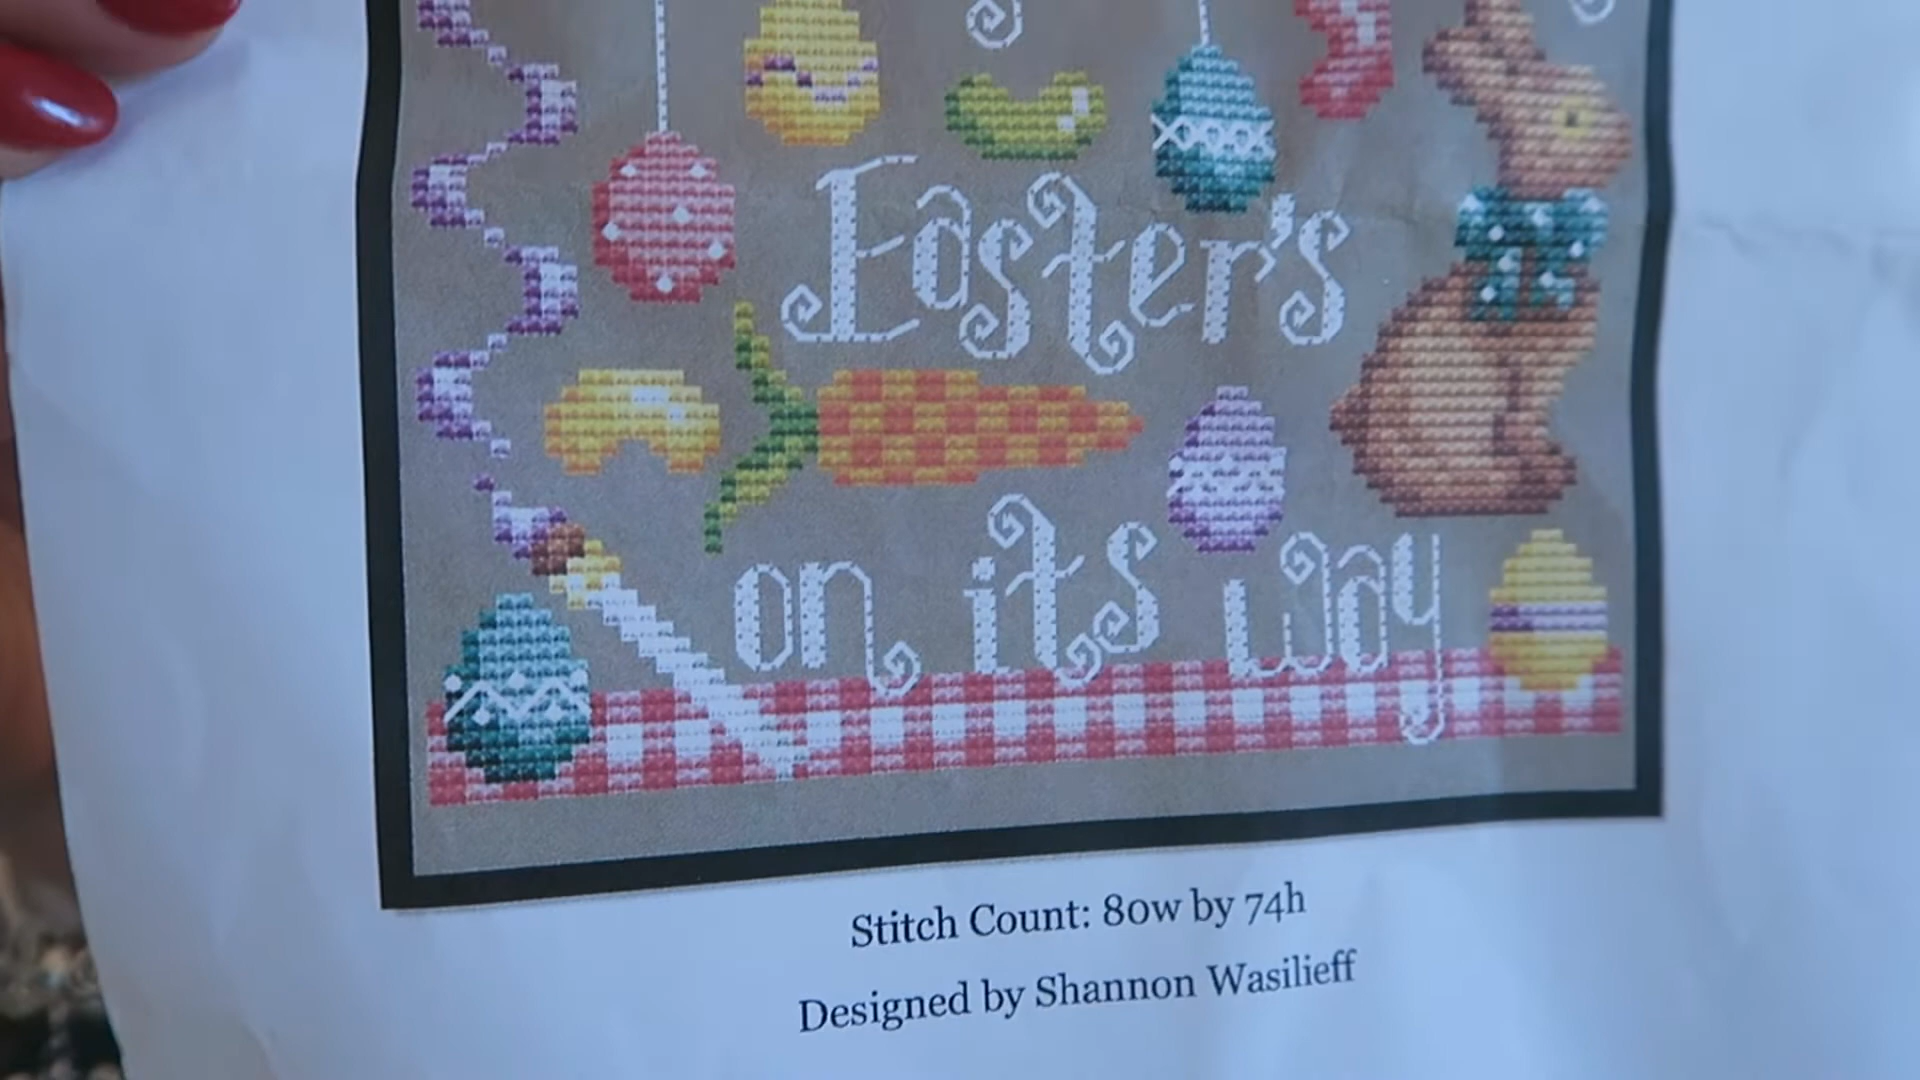 Easter's
on its way
Stitch Count: 80w by 74h
Designed by Shannon Wasilieff